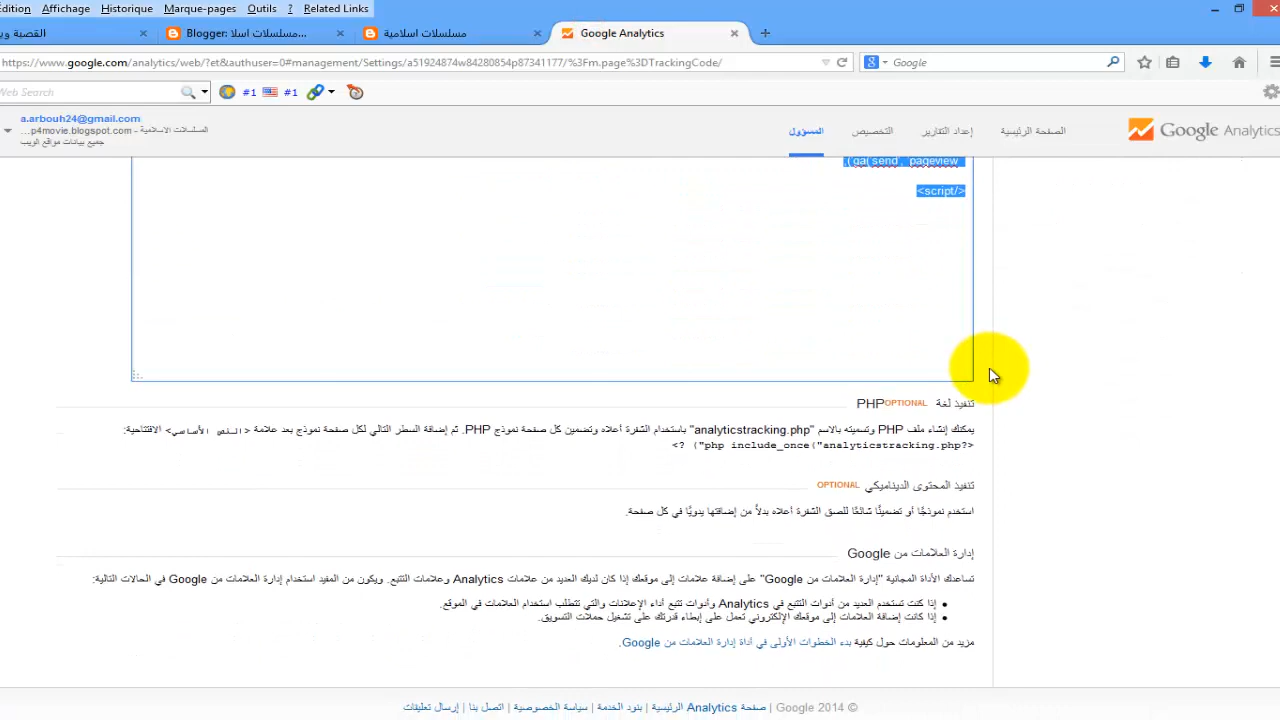 Édition Affichage Historique Marque-pages Outils ? Related Links
القصبة وي
Blogger: مسلسلات اسلا...
مسلسلات اسلامية
Google Analytics
https://www.google.com/analytics/web/?et&authuser=0#management/Settings/a51924874w84280854p87341177/%3Fm.page%3DTrackingCode/
Google
Web Search
#1 #1
a.arbouh24@gmail.com
المسلسلات الاسلامية - p4movie.blogspot.com...
جميع بيانات مواقع الويب
الصفحة الرئيسية
إعداد التقارير
التخصيص
المسؤول
Google Analytics
ga('send', 'pageview
<script/>
تنفيذ لغة PHP OPTIONAL
يمكنك إنشاء ملف PHP وتسميته بالاسم "analyticstracking.php" باستخدام الشفرة أعلاه وتضمين كل صفحة نموذج PHP. ثم إضافة السطر التالي لكل صفحة نموذج بعد علامة <النص الأساسي> الافتتاحية:
<?php include_once("analyticstracking.php") ?>
تنفيذ المحتوى الديناميكي OPTIONAL
استخدم نموذجًا أو تضمينًا شائعًا للصق الشفرة أعلاه بدلاً من إضافتها يدويًا في كل صفحة.
إدارة العلامات من Google
تساعدك الأداة المجانية "إدارة العلامات من Google" على إضافة علامات إلى موقعك إذا كان لديك العديد من علامات Analytics وعلامات التتبع. ويكون من المفيد استخدام إدارة العلامات من Google في الحالات التالية:
• إذا كنت تستخدم العديد من أدوات التتبع في Analytics وأدوات تتبع أداء الإعلانات والتي تتطلب استخدام العلامات في الموقع.
• إذا كانت إضافة العلامات إلى موقعك الإلكتروني تعمل على إبطاء قدرتك على تشغيل حملات التسويق.
مزيد من المعلومات حول كيفية بدء الخطوات الأولى في أداة إدارة العلامات من Google.
© 2014 Google | صفحة Analytics الرئيسية | بنود الخدمة | سياسة الخصوصية | اتصل بنا | إرسال تعليقات